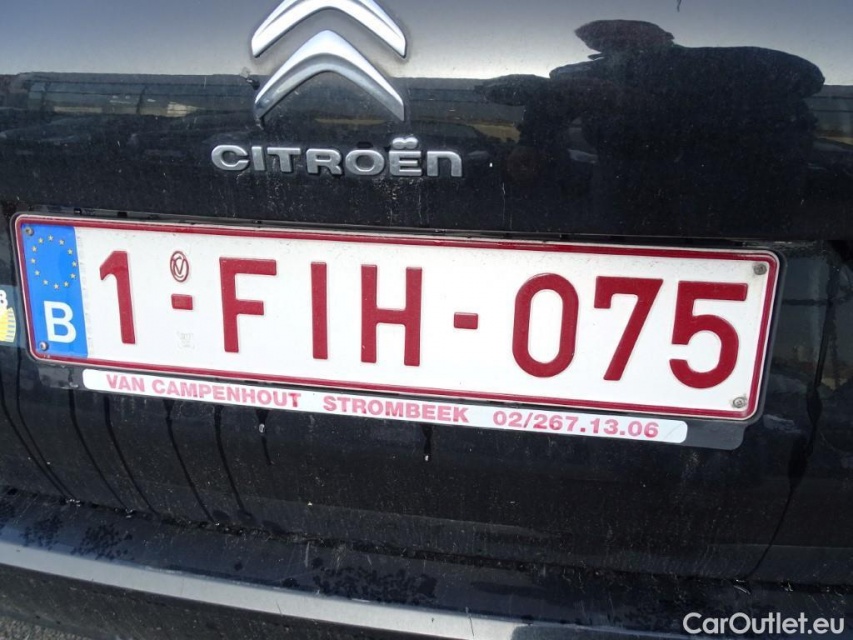 CITROËN
B 1-FIH-075
VAN CAMPENHOUT STROMBEEK 02/267.13.06
CarOutlet.eu